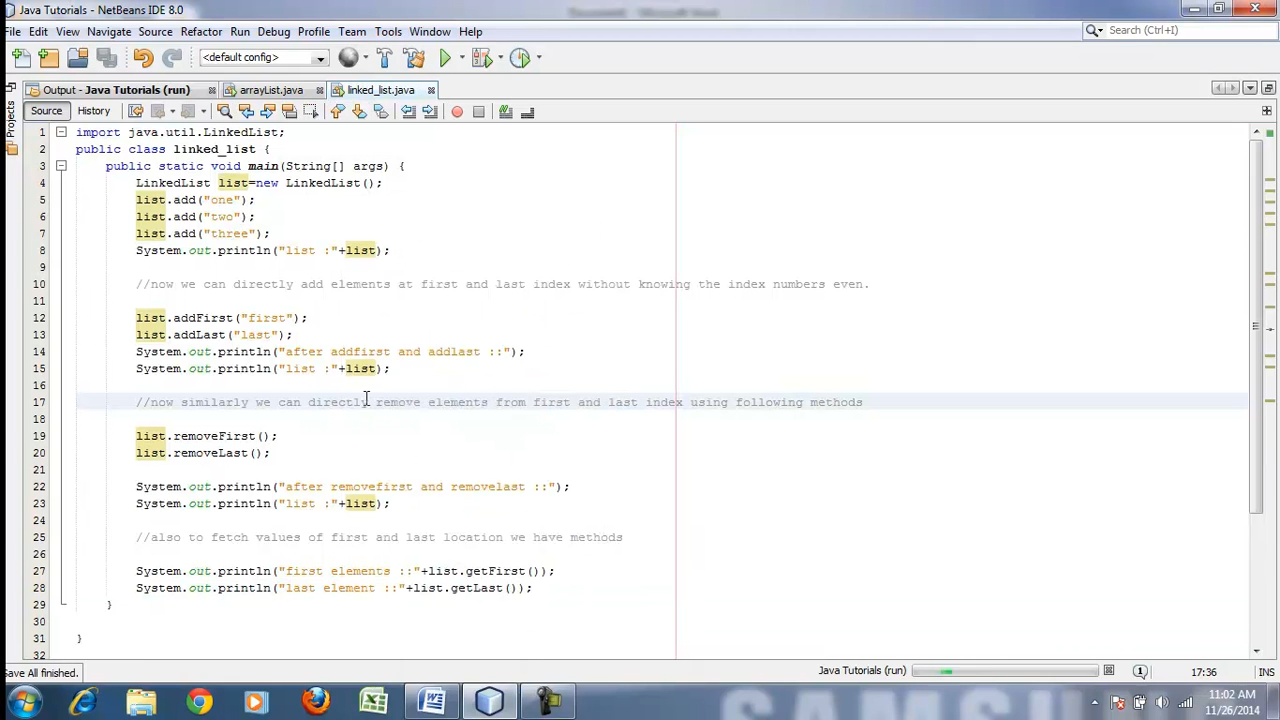 Java Tutorials - NetBeans IDE 8.0
File Edit View Navigate Source Refactor Run Debug Profile Team Tools Window Help
Search (Ctrl+I)
<default config>
Output - Java Tutorials (run) arrayList.java linked_list.java
Source History
Projects
1 import java.util.LinkedList;
2 public class linked_list {
3 public static void main(String[] args) {
4 LinkedList list=new LinkedList();
5 list.add("one");
6 list.add("two");
7 list.add("three");
8 System.out.println("list :"+list);
9
10 //now we can directly add elements at first and last index without knowing the index numbers even.
11
12 list.addFirst("first");
13 list.addLast("last");
14 System.out.println("after addfirst and addlast ::");
15 System.out.println("list :"+list);
16
17 //now similarly we can directly remove elements from first and last index using following methods
18
19 list.removeFirst();
20 list.removeLast();
21
22 System.out.println("after removefirst and removelast ::");
23 System.out.println("list :"+list);
24
25 //also to fetch values of first and last location we have methods
26
27 System.out.println("first elements ::"+list.getFirst());
28 System.out.println("last element ::"+list.getLast());
29 }
30
31 }
32
Save All finished.
Java Tutorials (run)
1
17:36
INS
11:02 AM
11/26/2014